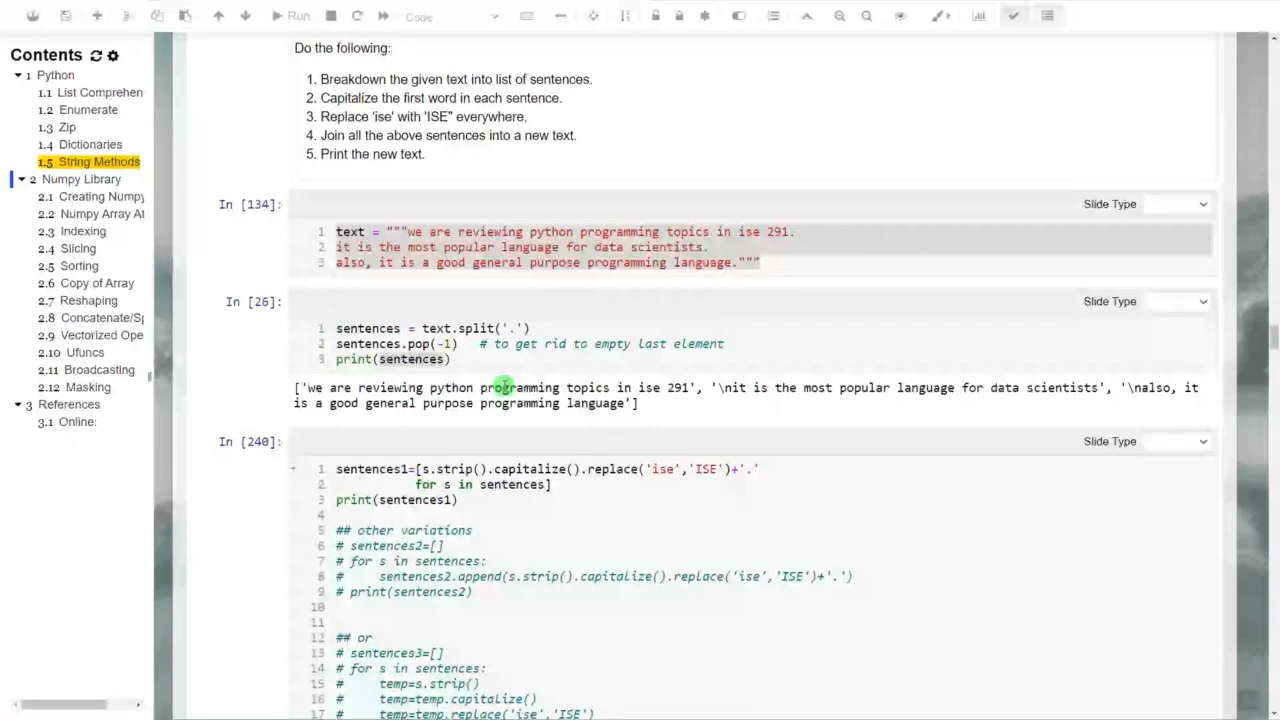 Run
Code
Contents
1 Python
1.1 List Comprehen
1.2 Enumerate
1.3 Zip
1.4 Dictionaries
1.5 String Methods
2 Numpy Library
2.1 Creating Numpy
2.2 Numpy Array At
2.3 Indexing
2.4 Slicing
2.5 Sorting
2.6 Copy of Array
2.7 Reshaping
2.8 Concatenate/Sp
2.9 Vectorized Ope
2.10 Ufuncs
2.11 Broadcasting
2.12 Masking
3 References
3.1 Online:
Do the following:
1. Breakdown the given text into list of sentences.
2. Capitalize the first word in each sentence.
3. Replace 'ise' with 'ISE" everywhere.
4. Join all the above sentences into a new text.
5. Print the new text.
In [134]:
Slide Type
1 text = """we are reviewing python programming topics in ise 291.
2 it is the most popular language for data scientists.
3 also, it is a good general purpose programming language."""
In [26]:
Slide Type
1 sentences = text.split('.')
2 sentences.pop(-1) # to get rid to empty last element
3 print(sentences)
['we are reviewing python programming topics in ise 291', '\nit is the most popular language for data scientists', '\nalso, it
is a good general purpose programming language']
In [240]:
Slide Type
1 sentences1=[s.strip().capitalize().replace('ise','ISE')+'.'
2 for s in sentences]
3 print(sentences1)
4
5 ## other variations
6 # sentences2=[]
7 # for s in sentences:
8 # sentences2.append(s.strip().capitalize().replace('ise','ISE')+'.')
9 # print(sentences2)
10
11
12 ## or
13 # sentences3=[]
14 # for s in sentences:
15 # temp=s.strip()
16 # temp=temp.capitalize()
17 # temp=temp.replace('ise','ISE')